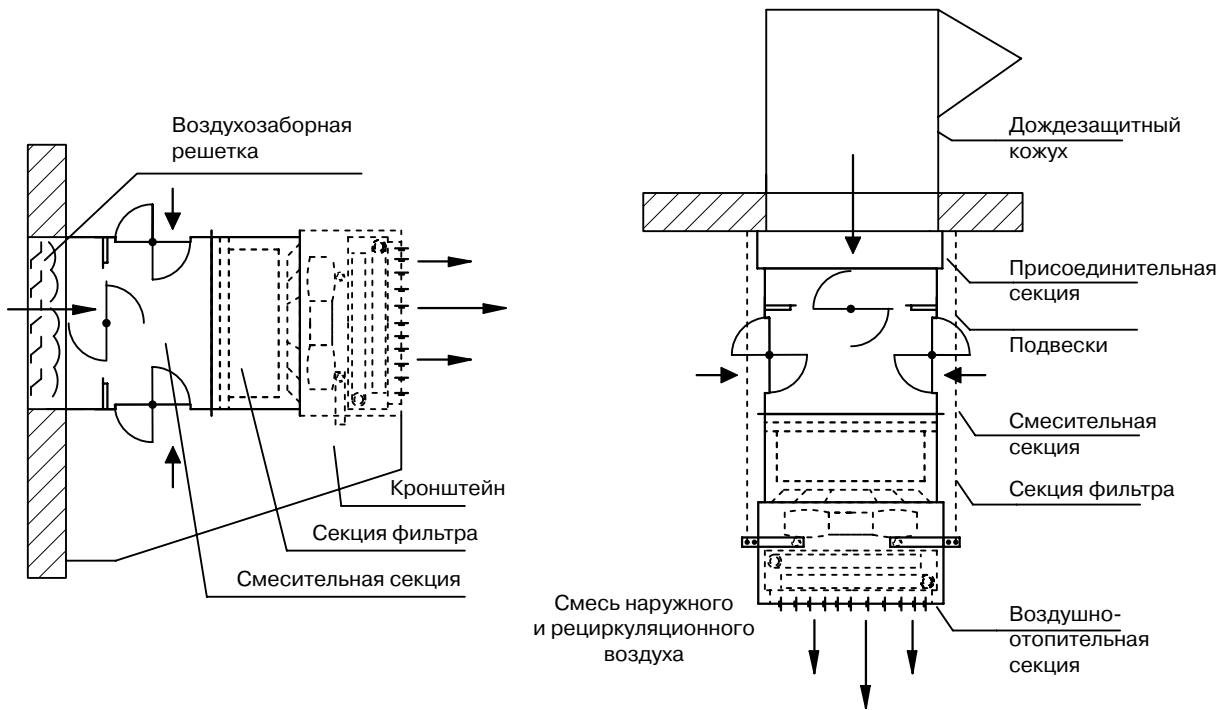 Воздухозаборная
решетка
Кронштейн
Секция фильтра
Смесительная секция
Дождезащитный
кожух
Присоединительная
секция
Подвески
Смесительная
секция
Секция фильтра
Воздушно-
отопительная
секция
Смесь наружного
и рециркуляционного
воздуха